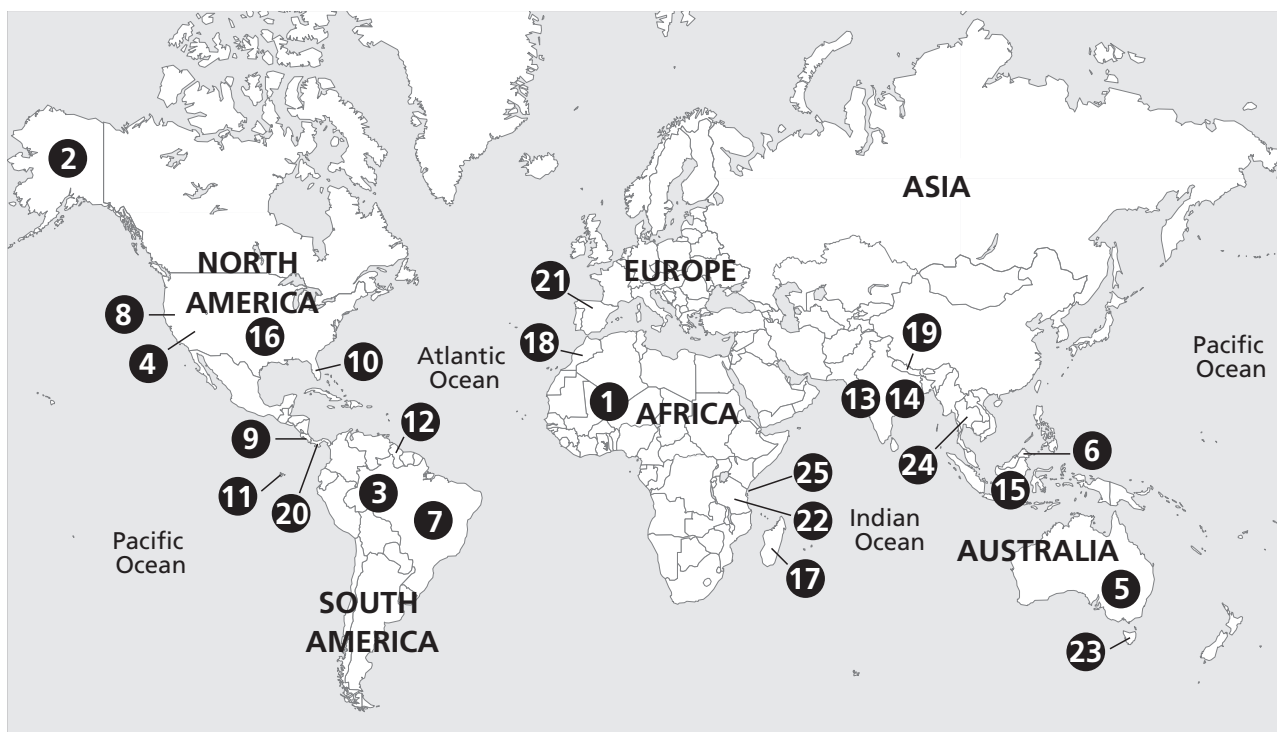 2
ASIA
NORTH
AMERICA
EUROPE
21
8
16
4
18
10
19
Atlantic
Ocean
Pacific
Ocean
1
AFRICA
13
14
12
9
24
6
11
20
3
7
25
15
22
Indian
Ocean
Pacific
Ocean
AUSTRALIA
17
5
SOUTH
AMERICA
23